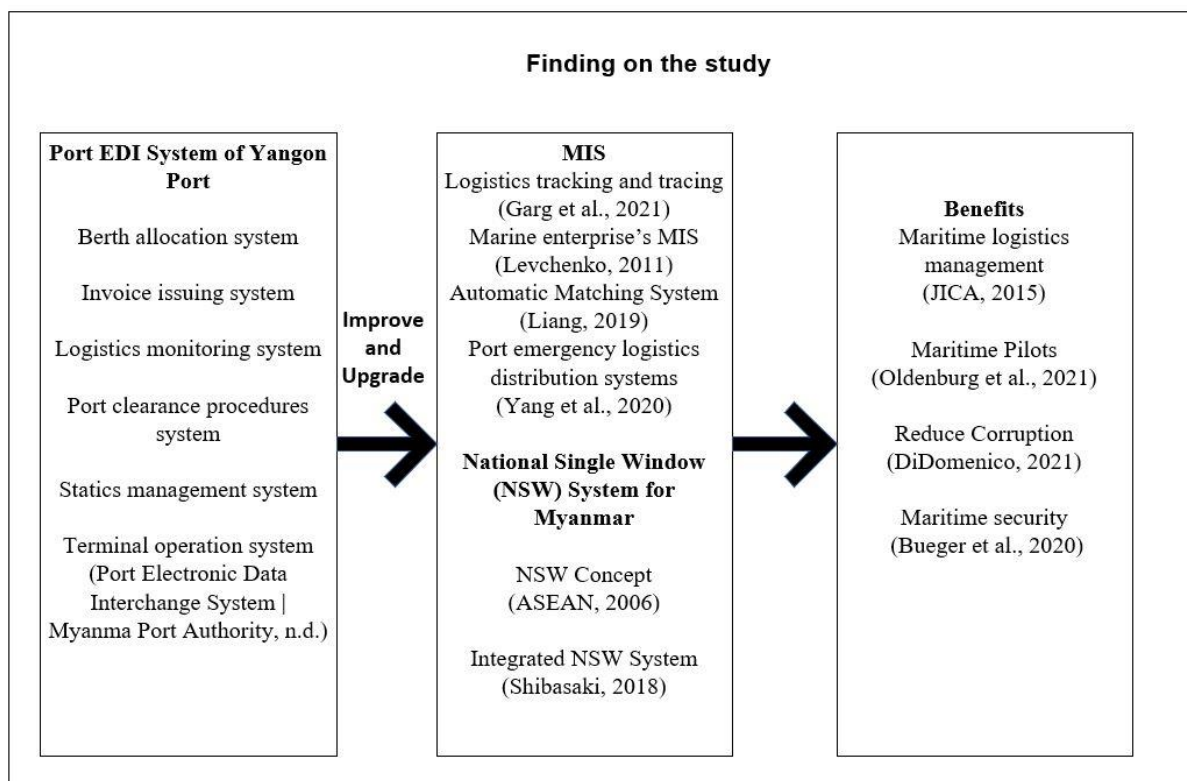 Finding on the study
Port EDI System of Yangon
Port
Berth allocation system
Invoice issuing system
Logistics monitoring system
Port clearance procedures
system
Statics management system
Terminal operation system
(Port Electronic Data
Interchange System |
Myanma Port Authority, n.d.)
Improve
and
Upgrade
MIS
Logistics tracking and tracing
(Garg et al., 2021)
Marine enterprise’s MIS
(Levchenko, 2011)
Automatic Matching System
(Liang, 2019)
Port emergency logistics
distribution systems
(Yang et al., 2020)
National Single Window
(NSW) System for
Myanmar
NSW Concept
(ASEAN, 2006)
Integrated NSW System
(Shibasaki, 2018)
Benefits
Maritime logistics
management
(JICA, 2015)
Maritime Pilots
(Oldenburg et al., 2021)
Reduce Corruption
(DiDomenico, 2021)
Maritime security
(Bueger et al., 2020)